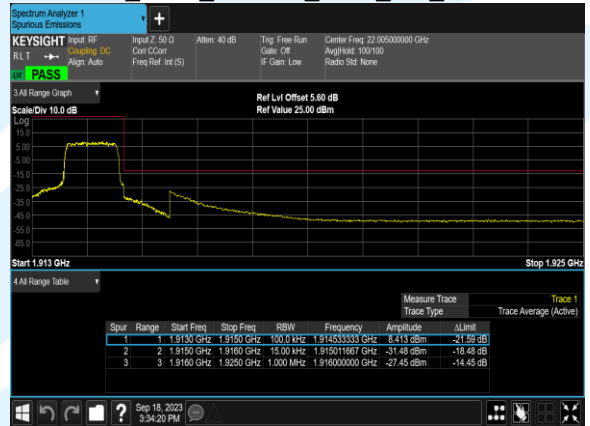 Spectrum Analyzer 1
Spurious Emissions
+
KEYSIGHT Input: RF Input Z: 50 Ω Atten: 40 dB Trig: Free Run Center Freq: 22.005000000 GHz
RLT Coupling: DC Corr CCorr Gate: Off Avg|Hold: 100/100
Align: Auto Freq Ref: Int (S) IF Gain: Low Radio Std: None
PASS
3 All Range Graph
Ref Lvl Offset 5.60 dB
Scale/Div 10.0 dB Ref Value 25.00 dBm
Log
15.0
5.00
-5.00
-15.0
-25.0
-35.0
-45.0
-55.0
-65.0
Start 1.913 GHz Stop 1.925 GHz
4 All Range Table
Measure Trace Trace 1
Trace Type Trace Average (Active)
Spur Range Start Freq Stop Freq RBW Frequency Amplitude ΔLimit
1 1 1.9130 GHz 1.9150 GHz 100.0 kHz 1.914533333 GHz 8.413 dBm -21.59 dB
2 2 1.9150 GHz 1.9160 GHz 15.00 kHz 1.915011667 GHz -31.48 dBm -18.48 dB
3 3 1.9160 GHz 1.9250 GHz 1.000 MHz 1.916000000 GHz -27.45 dBm -14.45 dB
? Sep 18, 2023
3:34:20 PM